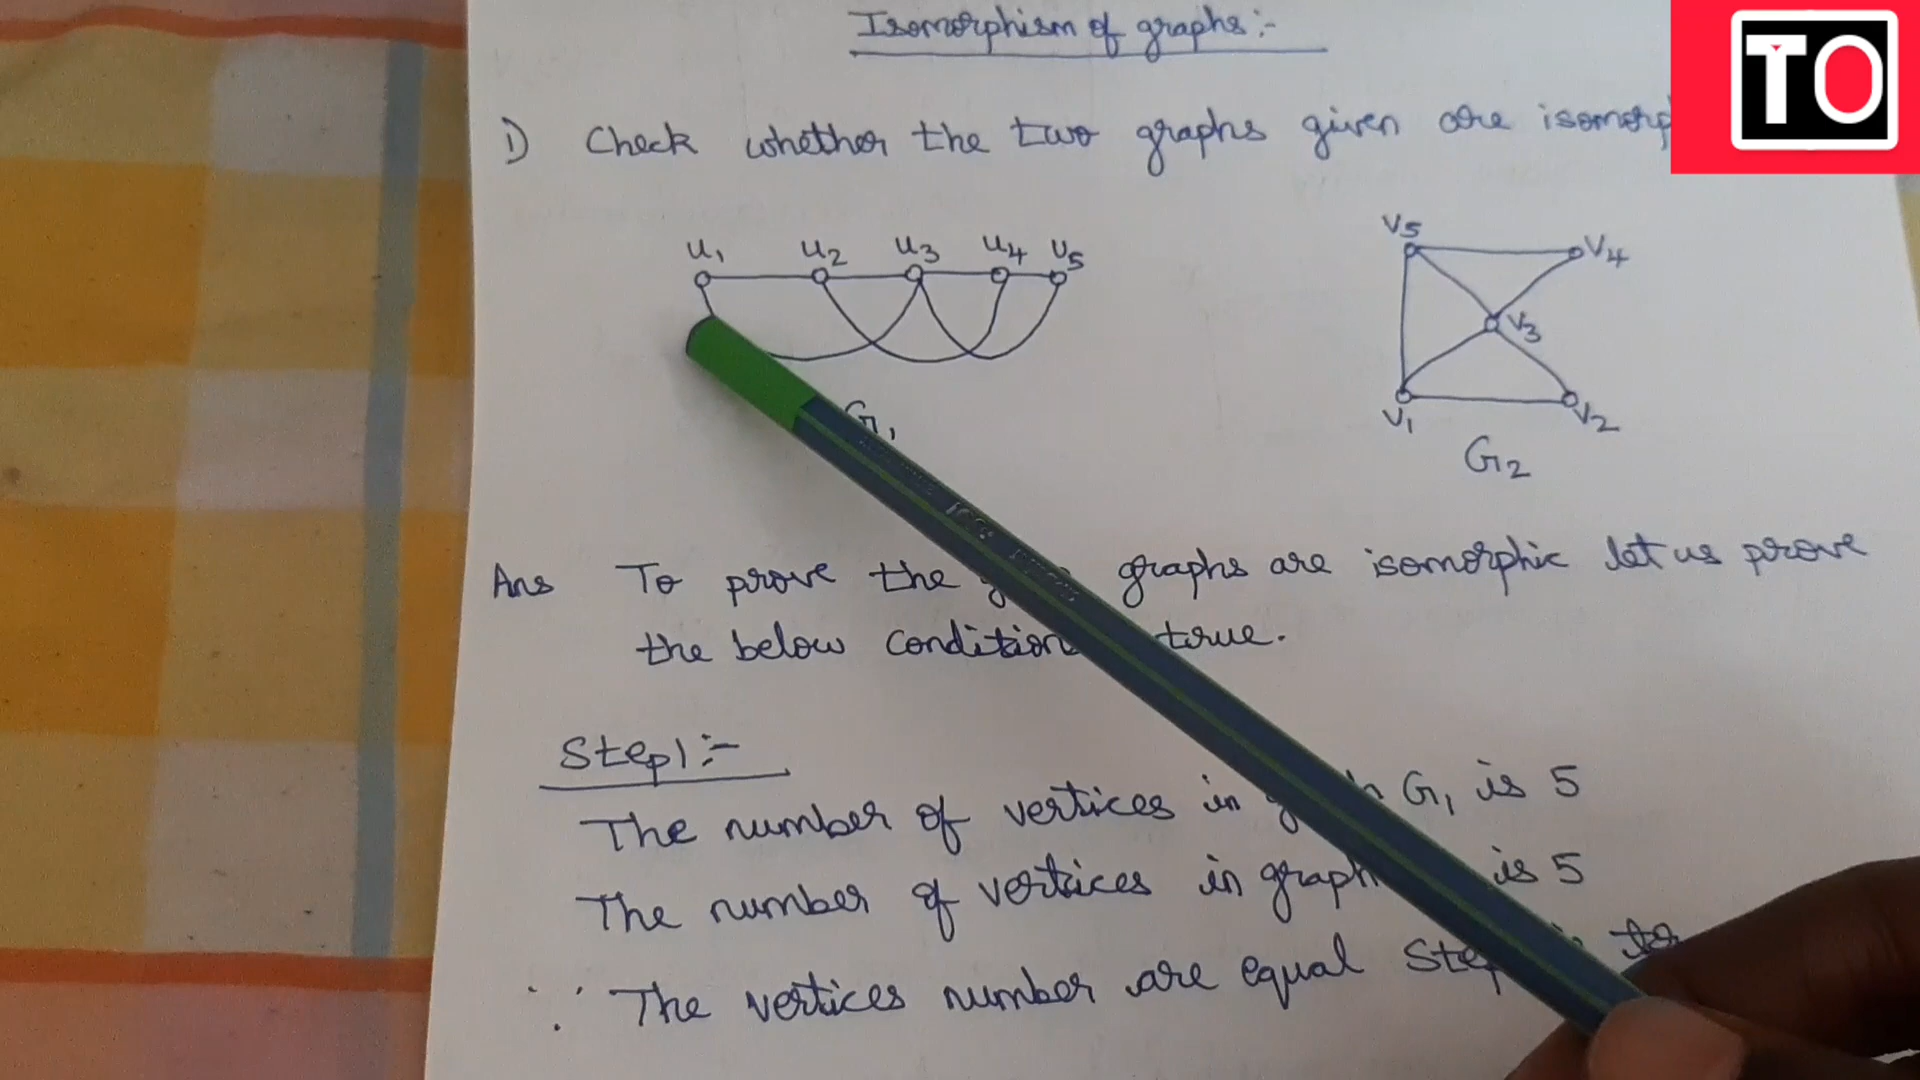 Isomorphism of graphs:-
TO
1) Check whether the two graphs given are
u1 u2 u3 u4 u5
V5 V4
V3
V1 V2
G1
G2
Ans To prove the graphs are isomorphic let us prove
the below condition true.
Step1:-
The number of vertices in G1 is 5
The number of vertices in graph is 5
∴ The vertices number are equal